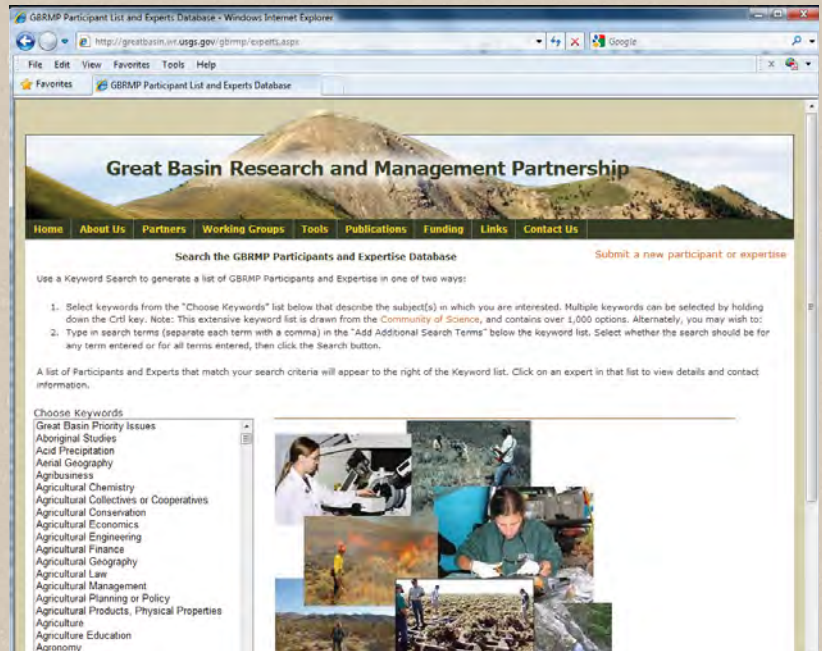 GBRMP Participant List and Experts Database - Windows Internet Explorer
http://greatbasin.wr.usgs.gov/gbrmp/experts.aspx
Google
File Edit View Favorites Tools Help
Favorites
GBRMP Participant List and Experts Database
Great Basin Research and Management Partnership
Home About Us Partners Working Groups Tools Publications Funding Links Contact Us
Search the GBRMP Participants and Expertise Database
Submit a new participant or expertise
Use a Keyword Search to generate a list of GBRMP Participants and Expertise in one of two ways:
1. Select keywords from the "Choose Keywords" list below that describe the subject(s) in which you are interested. Multiple keywords can be selected by holding
down the Crtl key. Note: This extensive keyword list is drawn from the Community of Science, and contains over 1,000 options. Alternately, you may wish to:
2. Type in search terms (separate each term with a comma) in the "Add Additional Search Terms" below the keyword list. Select whether the search should be for
any term entered or for all terms entered, then click the Search button.
A list of Participants and Experts that match your search criteria will appear to the right of the Keyword list. Click on an expert in that list to view details and contact
information.
Choose Keywords
Great Basin Priority Issues
Aboriginal Studies
Acid Precipitation
Aerial Geography
Agribusiness
Agricultural Chemistry
Agricultural Collectives or Cooperatives
Agricultural Conservation
Agricultural Economics
Agricultural Engineering
Agricultural Finance
Agricultural Geography
Agricultural Law
Agricultural Management
Agricultural Planning or Policy
Agricultural Products, Physical Properties
Agriculture
Agriculture Education
Agronomy